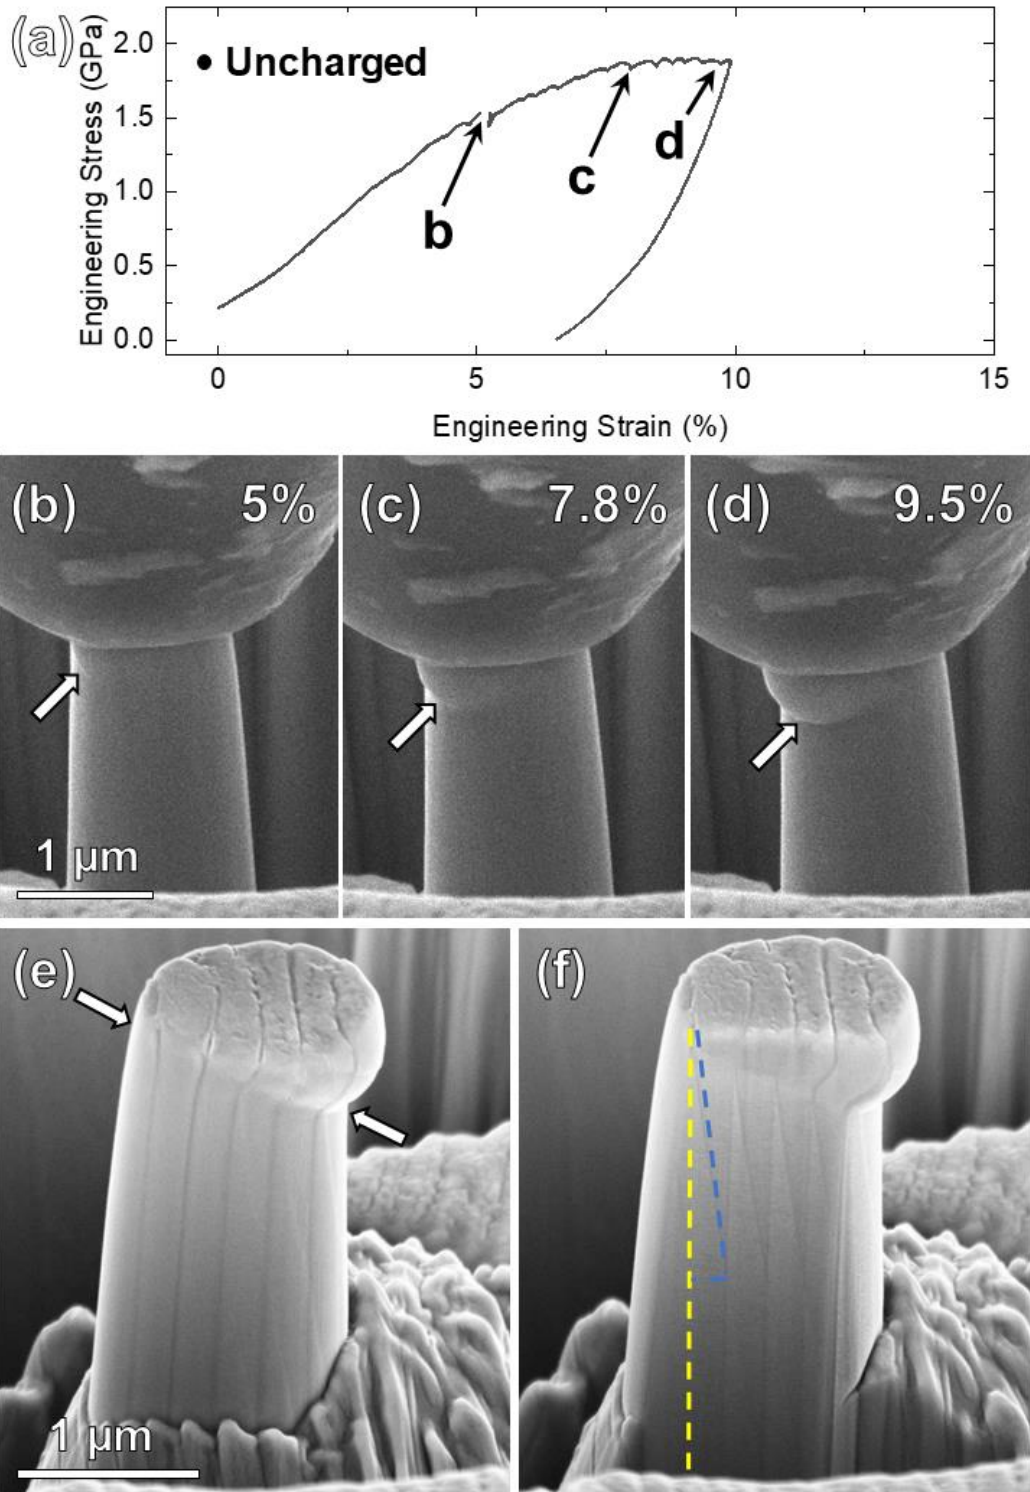 (a)
Engineering Stress (GPa)
2.0
1.5
1.0
0.5
0.0
• Uncharged
b
c
d
0
5
10
15
Engineering Strain (%)
(b)
5%
(c)
7.8%
(d)
9.5%
1 µm
(e)
(f)
1 µm